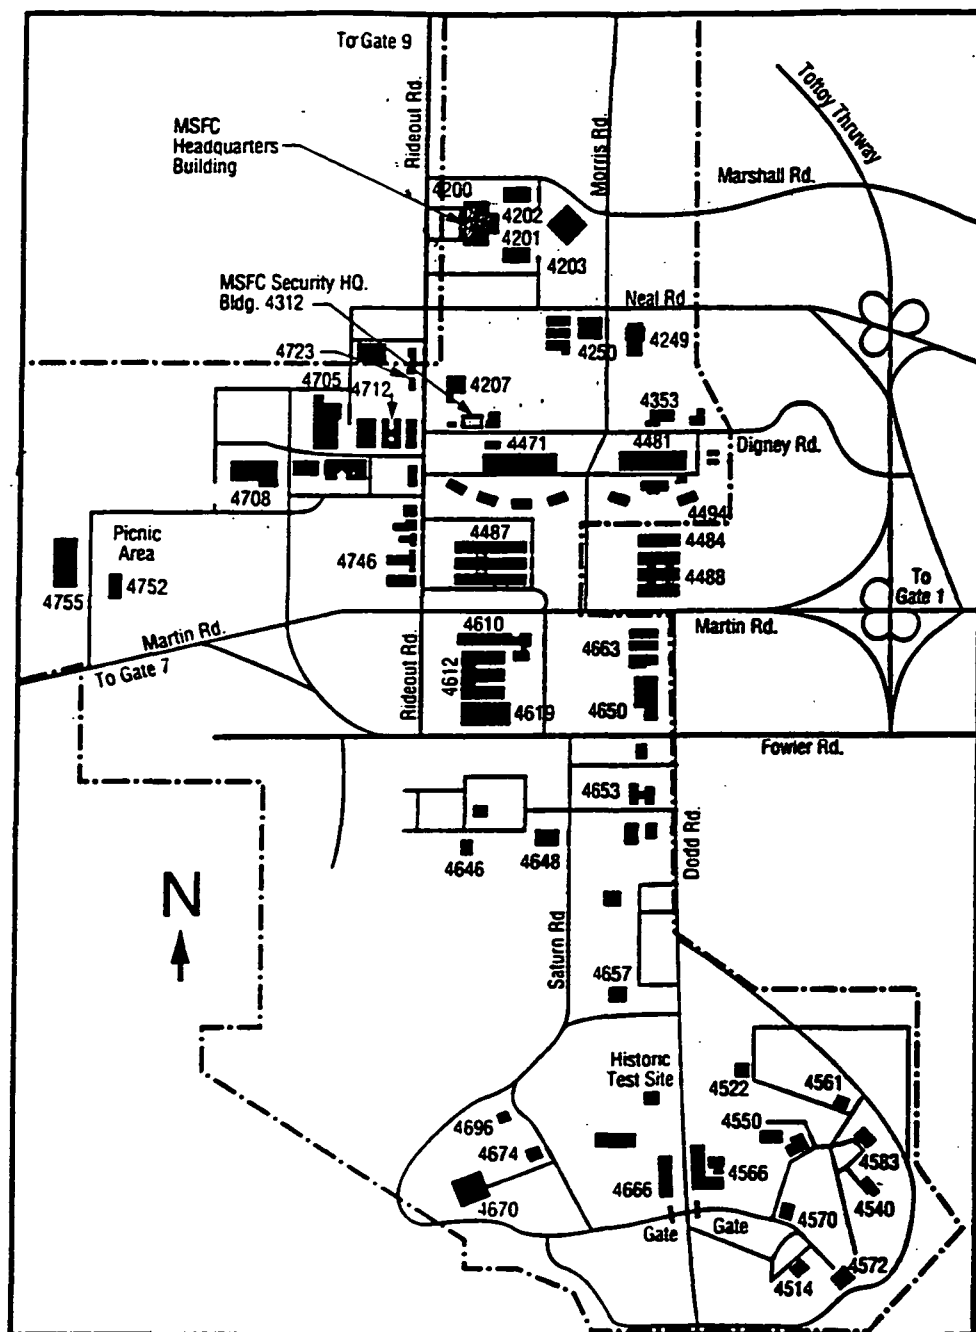 To Gate 9
Rideout Rd.
Morris Rd.
Toftoy Thruway
MSFC
Headquarters
Building
Marshall Rd.
4200
4202
4201
4203
MSFC Security HQ.
Bldg. 4312
Neal Rd
4723
4250
4249
4705
4712
4207
4353
4471
4481
Digney Rd.
4708
4494
Picnic
Area
4487
4484
4746
4488
4752
4755
To
Gate 1
Martin Rd.
Martin Rd.
To Gate 7
4610
4663
4612
Rideout Rd.
4619
4650
Fowler Rd.
4653
4646
4648
Dodd Rd.
N
Saturn Rd
4657
Historic
Test Site
4522
4561
4550
4696
4674
4583
4666
4566
4540
4670
4570
Gate
Gate
4572
4514